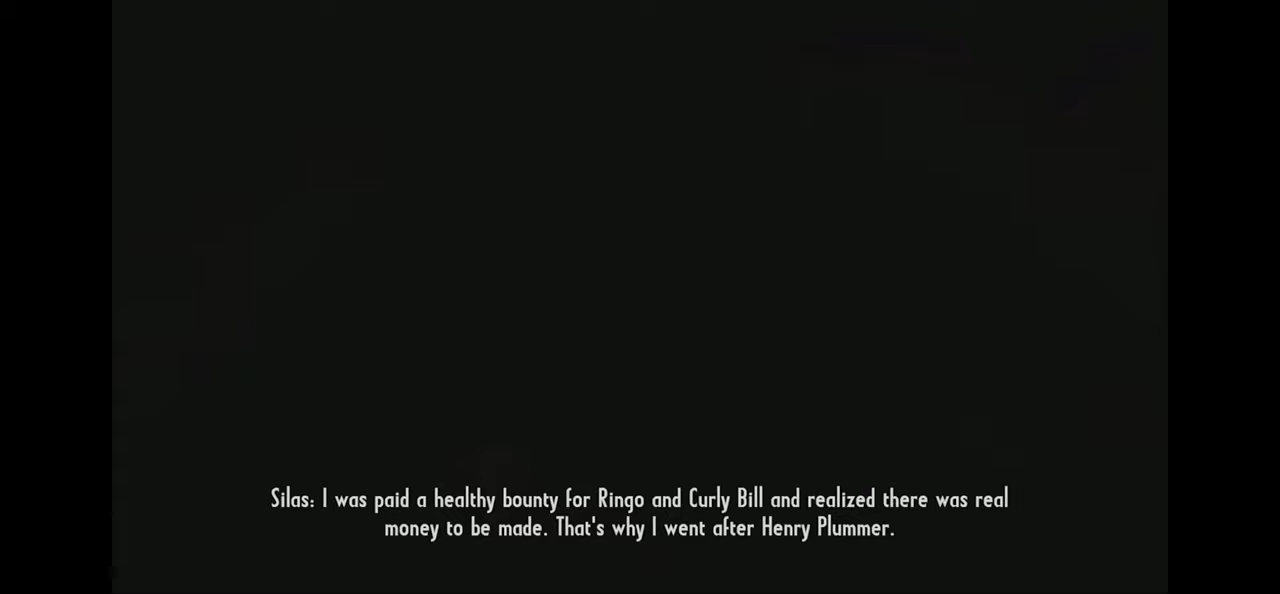 Silas: I was paid a healthy bounty for Ringo and Curly Bill and realized there was real
money to be made. That's why I went after Henry Plummer.